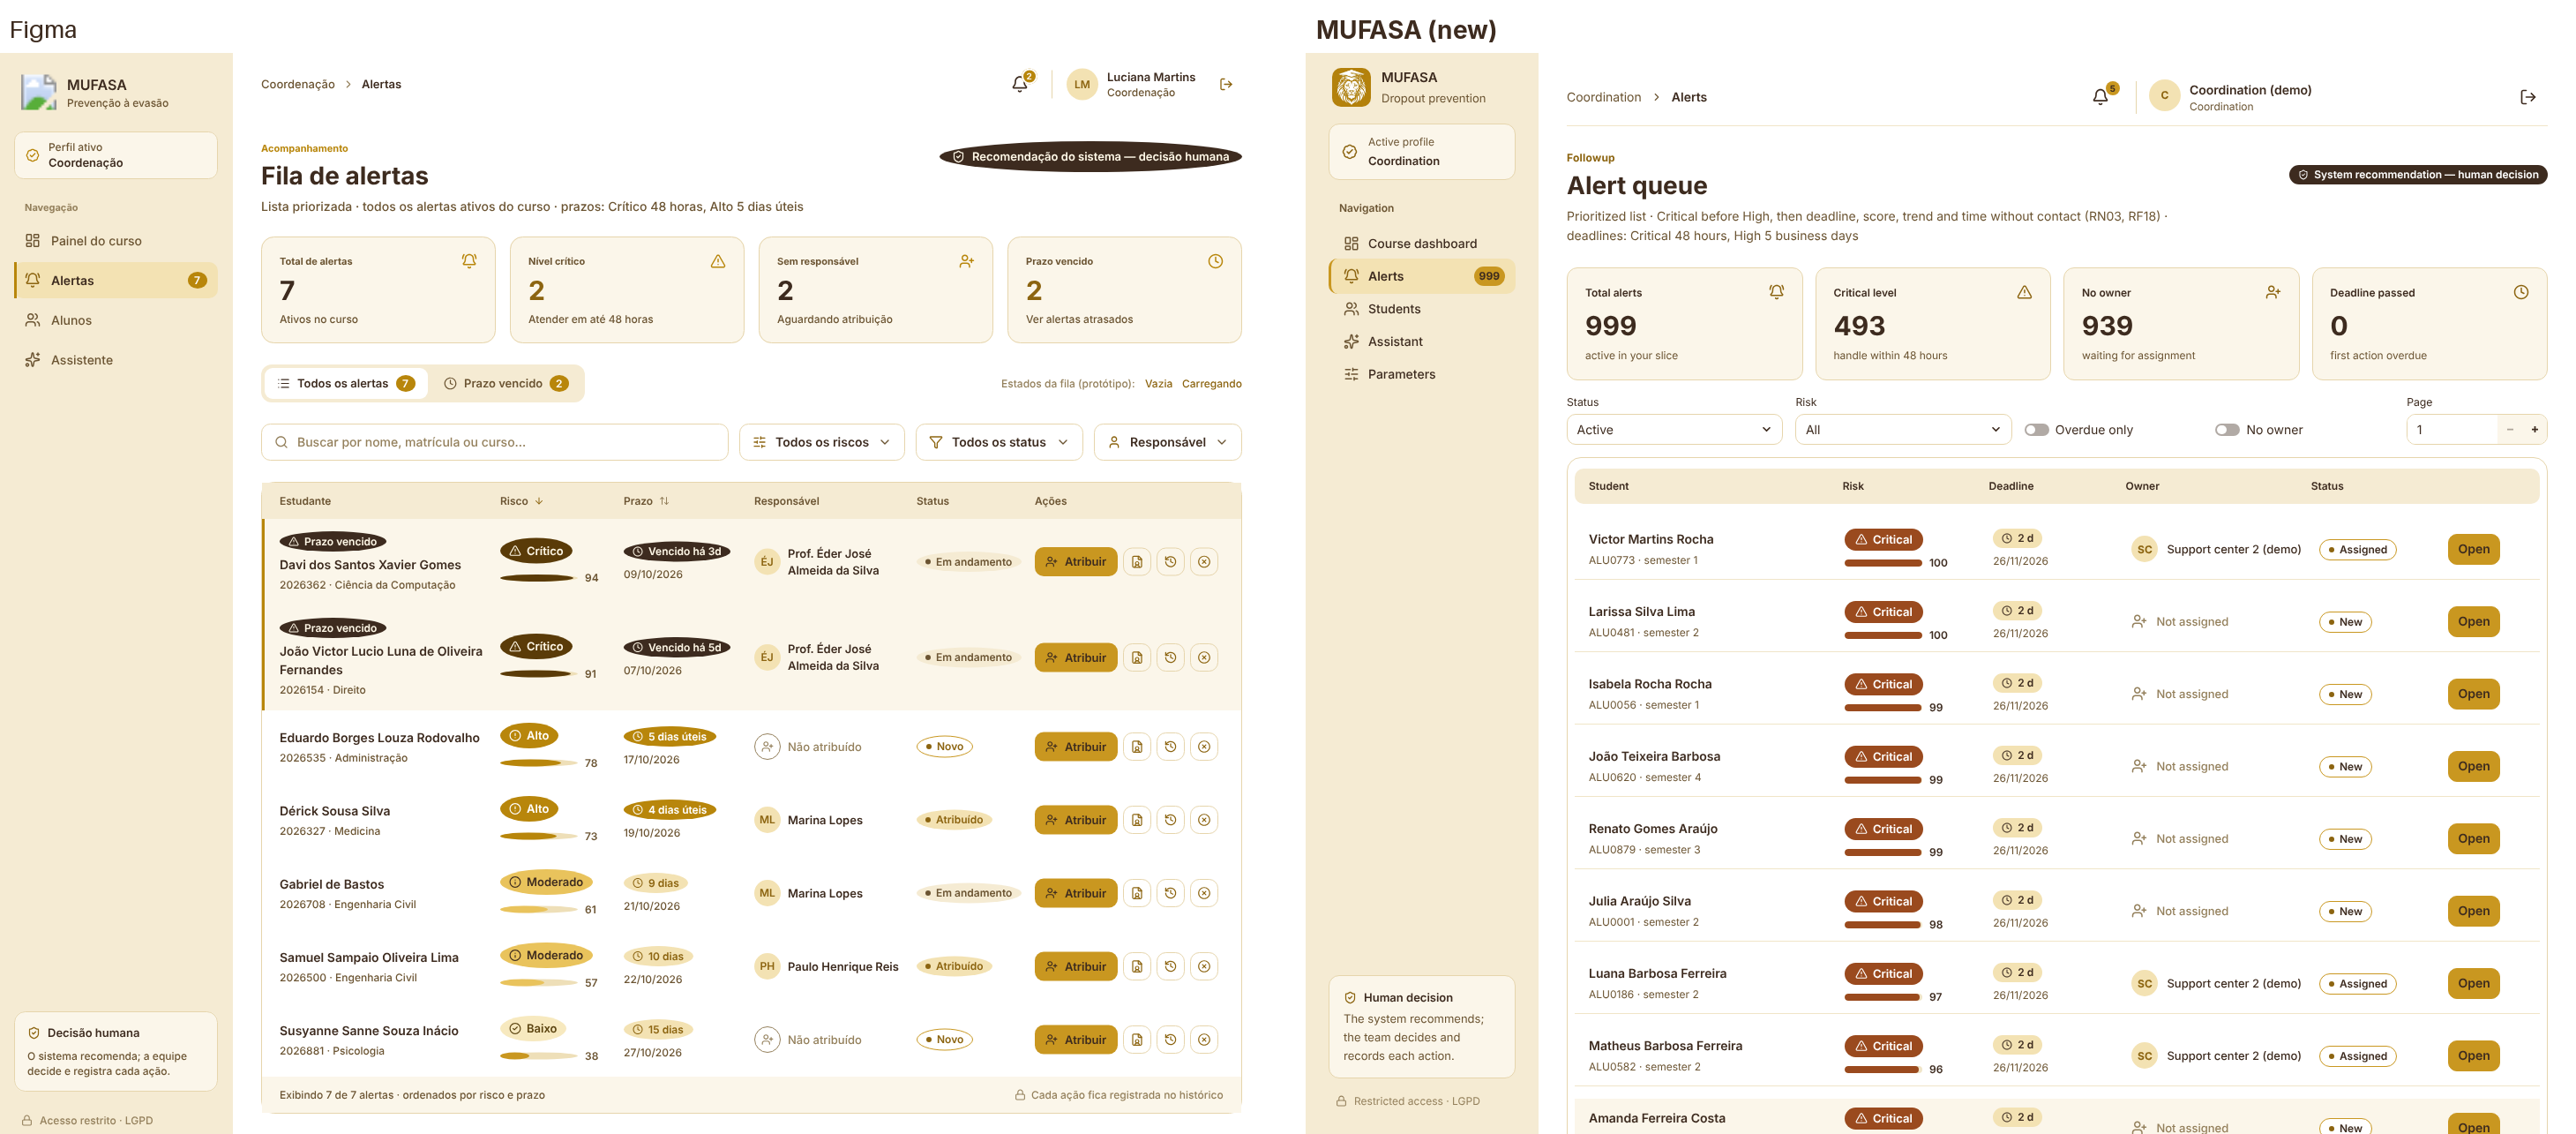 Figma
MUFASA
Prevenção à evasão
Perfil ativo
Coordenação
Navegação
Painel do curso
Alertas 7
Alunos
Assistente
Decisão humana
O sistema recomenda; a equipe
decide e registra cada ação.
Acesso restrito · LGPD
Coordenação > Alertas
2
LM
Luciana Martins
Coordenação
Acompanhamento
Fila de alertas
Recomendação do sistema — decisão humana
Lista priorizada · todos os alertas ativos do curso · prazos: Crítico 48 horas, Alto 5 dias úteis
Total de alertas
7
Ativos no curso
Nível crítico
2
Atender em até 48 horas
Sem responsável
2
Aguardando atribuição
Prazo vencido
2
Ver alertas atrasados
Todos os alertas 7
Prazo vencido 2
Estados da fila (protótipo): Vazia Carregando
Buscar por nome, matrícula ou curso...
Todos os riscos
Todos os status
Responsável
Estudante Risco Prazo Responsável Status Ações
Prazo vencido
Davi dos Santos Xavier Gomes
2026362 · Ciência da Computação
Crítico
94
Vencido há 3d
09/10/2026
ÉJ
Prof. Éder José
Almeida da Silva
Em andamento
Atribuir
Prazo vencido
João Victor Lucio Luna de Oliveira
Fernandes
2026154 · Direito
Crítico
91
Vencido há 5d
07/10/2026
ÉJ
Prof. Éder José
Almeida da Silva
Em andamento
Atribuir
Eduardo Borges Louza Rodovalho
2026535 · Administração
Alto
78
5 dias úteis
17/10/2026
Não atribuído
Novo
Atribuir
Dérick Sousa Silva
2026327 · Medicina
Alto
73
4 dias úteis
19/10/2026
ML
Marina Lopes
Atribuído
Atribuir
Gabriel de Bastos
2026708 · Engenharia Civil
Moderado
61
9 dias
21/10/2026
ML
Marina Lopes
Em andamento
Atribuir
Samuel Sampaio Oliveira Lima
2026500 · Engenharia Civil
Moderado
57
10 dias
22/10/2026
PH
Paulo Henrique Reis
Atribuído
Atribuir
Susyanne Sanne Souza Inácio
2026881 · Psicologia
Baixo
38
15 dias
27/10/2026
Não atribuído
Novo
Atribuir
Exibindo 7 de 7 alertas · ordenados por risco e prazo
Cada ação fica registrada no histórico
MUFASA (new)
MUFASA
Dropout prevention
Active profile
Coordination
Navigation
Course dashboard
Alerts 999
Students
Assistant
Parameters
Human decision
The system recommends;
the team decides and
records each action.
Restricted access · LGPD
Coordination > Alerts
5
C
Coordination (demo)
Coordination
Followup
Alert queue
System recommendation — human decision
Prioritized list · Critical before High, then deadline, score, trend and time without contact (RN03, RF18) ·
deadlines: Critical 48 hours, High 5 business days
Total alerts
999
active in your slice
Critical level
493
handle within 48 hours
No owner
939
waiting for assignment
Deadline passed
0
first action overdue
Status
Active
Risk
All
Overdue only
No owner
Page
1 − +
Student Risk Deadline Owner Status
Victor Martins Rocha
ALU0773 · semester 1
Critical
100
2 d
26/11/2026
SC
Support center 2 (demo)
Assigned
Open
Larissa Silva Lima
ALU0481 · semester 2
Critical
100
2 d
26/11/2026
Not assigned
New
Open
Isabela Rocha Rocha
ALU0056 · semester 1
Critical
99
2 d
26/11/2026
Not assigned
New
Open
João Teixeira Barbosa
ALU0620 · semester 4
Critical
99
2 d
26/11/2026
Not assigned
New
Open
Renato Gomes Araújo
ALU0879 · semester 3
Critical
99
2 d
26/11/2026
Not assigned
New
Open
Julia Araújo Silva
ALU0001 · semester 2
Critical
98
2 d
26/11/2026
Not assigned
New
Open
Luana Barbosa Ferreira
ALU0186 · semester 2
Critical
97
2 d
26/11/2026
SC
Support center 2 (demo)
Assigned
Open
Matheus Barbosa Ferreira
ALU0582 · semester 2
Critical
96
2 d
26/11/2026
SC
Support center 2 (demo)
Assigned
Open
Amanda Ferreira Costa
Critical
2 d
Not assigned
New
Open